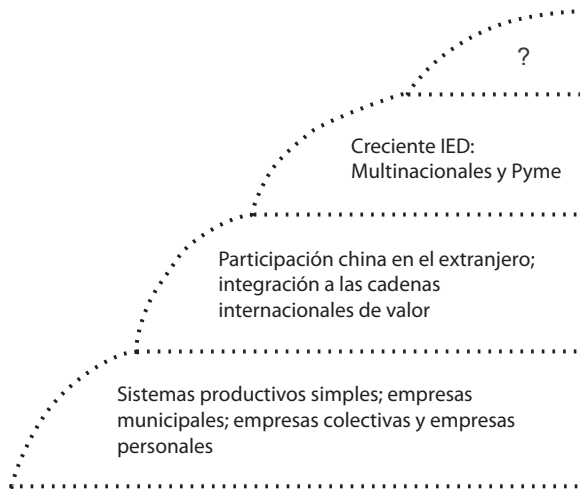 ?
Creciente IED:
Multinacionales y Pyme
Participación china en el extranjero;
integración a las cadenas
internacionales de valor
Sistemas productivos simples; empresas
municipales; empresas colectivas y empresas
personales